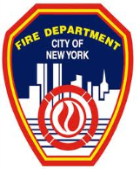 FIRE DEPARTMENT
CITY OF
NEW YORK